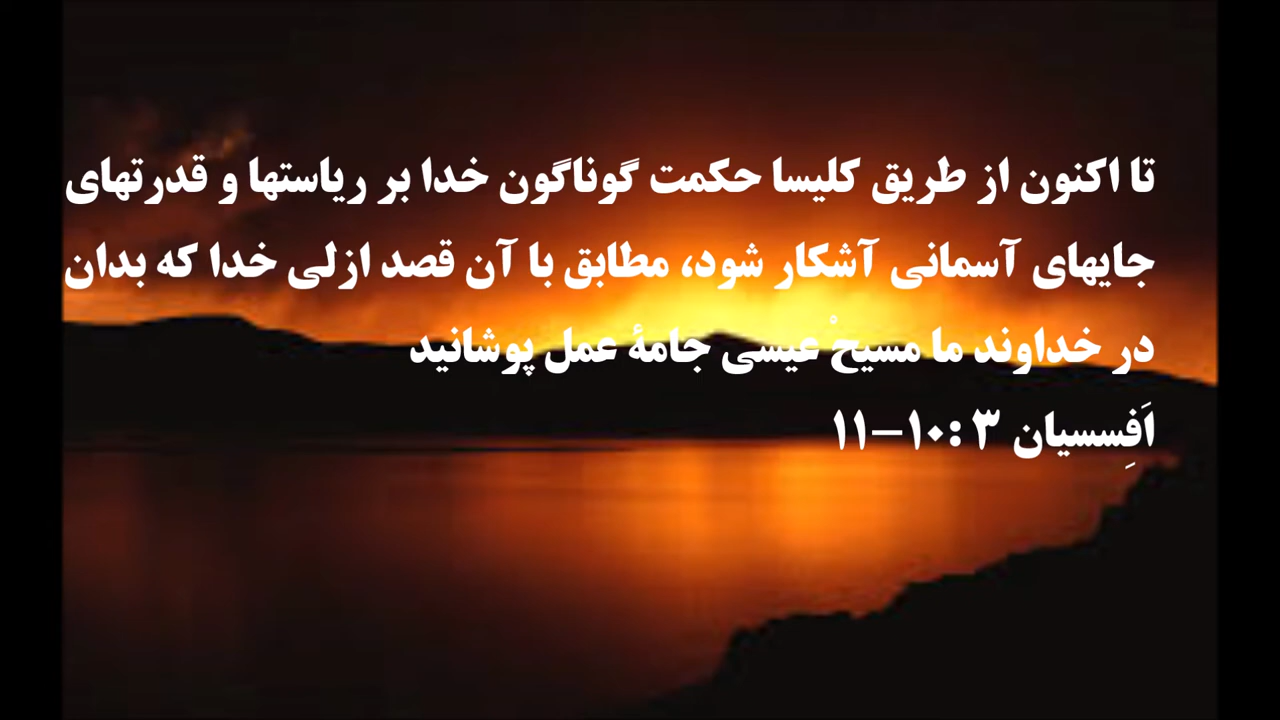 تا اکنون از طریق کلیسا حکمت گوناگون خدا بر ریاستها و قدرتهای
جایهای آسمانی آشکار شود، مطابق با آن قصد ازلی خدا که بدان
در خداوند ما مسیحْ عیسی جامهٔ عمل پوشانید
اَفِسسیان ۳ :۱۰–۱۱